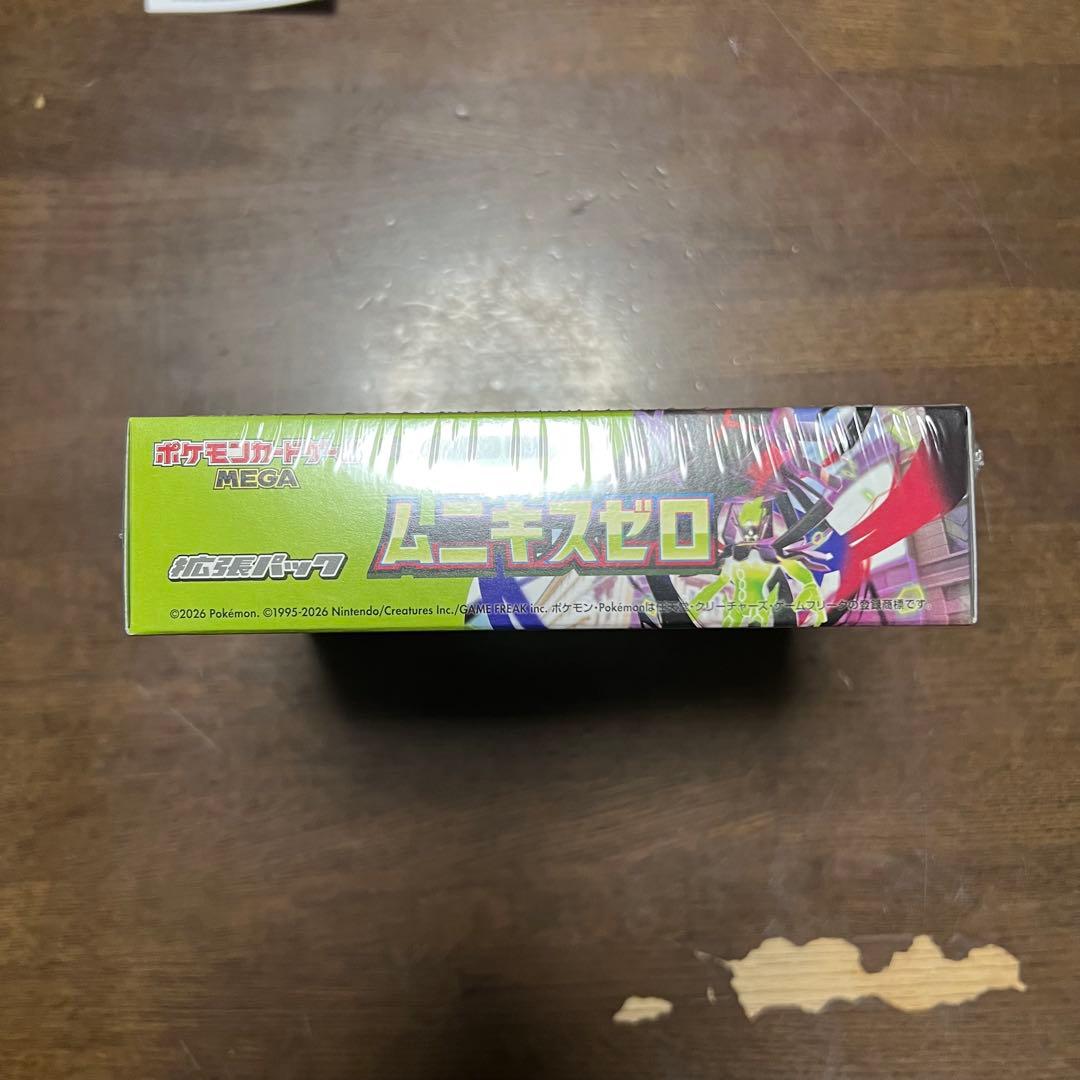 ポケモンカードゲー
MEGA
拡張パック
ムニキスゼロ
©2026 Pokémon. ©1995-2026 Nintendo/Creatures Inc./GAME FREAK inc. ポケモン・Pokémonは任天堂・クリーチャーズ・ゲームフリークの登録商標です。